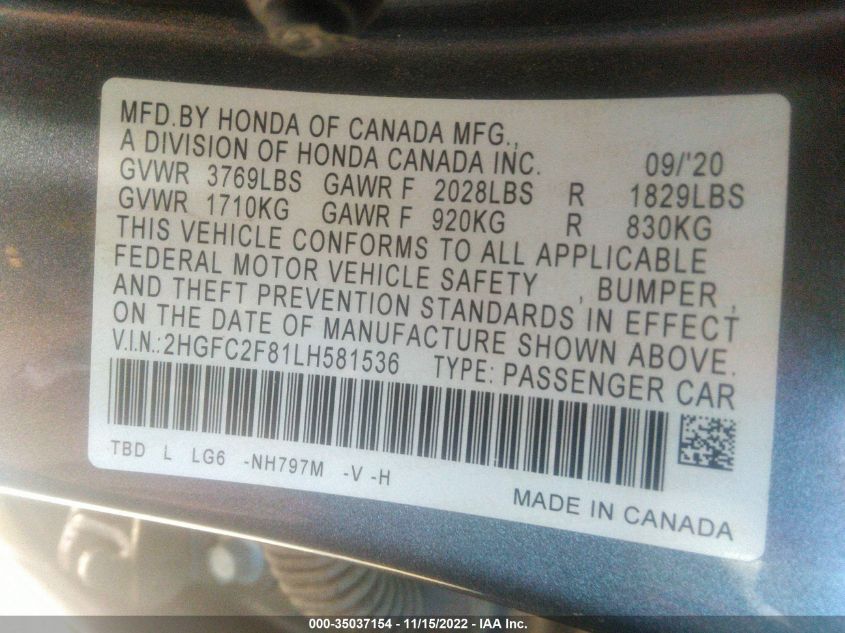 MFD.BY HONDA OF CANADA MFG.,
A DIVISION OF HONDA CANADA INC. 09/'20
GVWR 3769LBS GAWR F 2028LBS R 1829LBS
GVWR 1710KG GAWR F 920KG R 830KG
THIS VEHICLE CONFORMS TO ALL APPLICABLE
FEDERAL MOTOR VEHICLE SAFETY , BUMPER ,
AND THEFT PREVENTION STANDARDS IN EFFECT
ON THE DATE OF MANUFACTURE SHOWN ABOVE.
V.I.N.:2HGFC2F81LH581536 TYPE: PASSENGER CAR
TBD L LG6 -NH797M -V -H
MADE IN CANADA
000-35037154 - 11/15/2022 - IAA Inc.